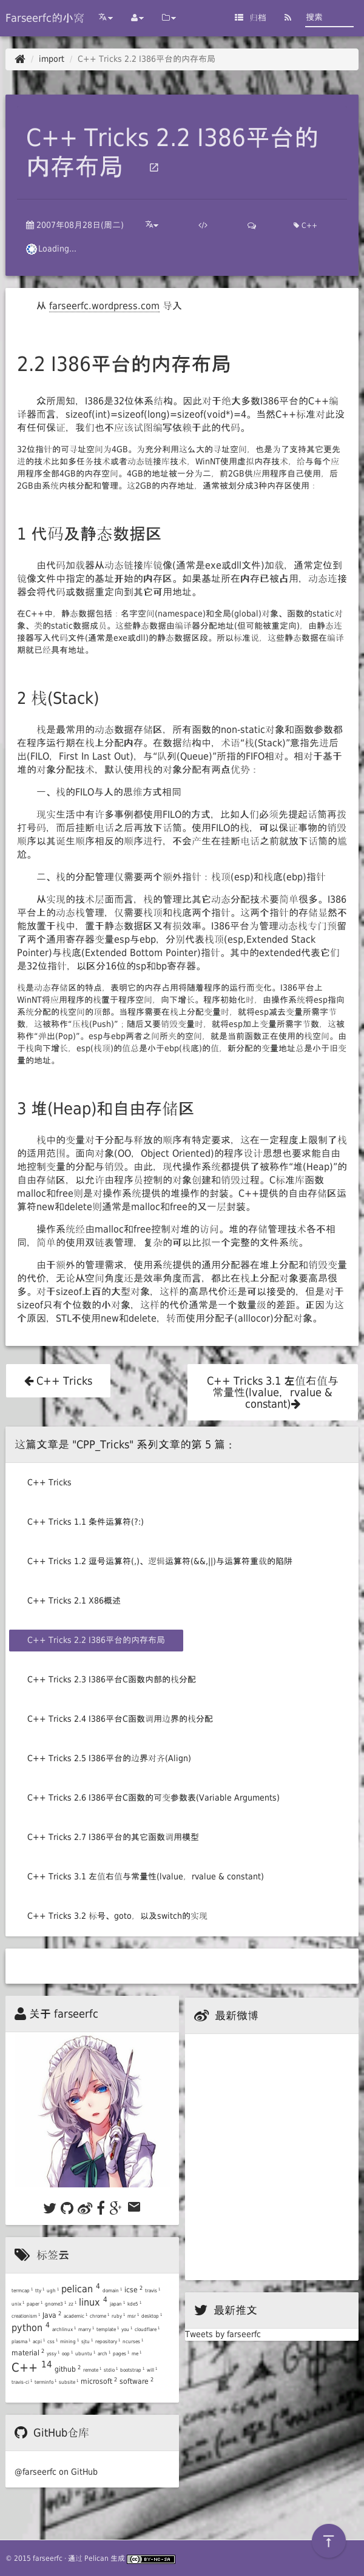 Farseerfc的小窝
归档
搜索
import / C++ Tricks 2.2 I386平台的内存布局
C++ Tricks 2.2 I386平台的
内存布局
2007年08月28日(周二)
C++
Loading...
从 farseerfc.wordpress.com 导入
2.2 I386平台的内存布局
众所周知，I386是32位体系结构。因此对于绝大多数I386平台的C++编
译器而言，sizeof(int)=sizeof(long)=sizeof(void*)=4。当然C++标准对此没
有任何保证，我们也不应该试图编写依赖于此的代码。
32位指针的可寻址空间为4GB。为充分利用这么大的寻址空间，也是为了支持其它更先
进的技术比如多任务技术或者动态链接库技术，WinNT使用虚拟内存技术，给与每个应
用程序全部4GB的内存空间。4GB的地址被一分为二，前2GB供应用程序自己使用，后
2GB由系统内核分配和管理。这2GB的内存地址，通常被划分成3种内存区使用：
1 代码及静态数据区
由代码加载器从动态链接库镜像(通常是exe或dll文件)加载，通常定位到
镜像文件中指定的基址开始的内存区。如果基址所在内存已被占用，动态连接
器会将代码或数据重定向到其它可用地址。
在C++中，静态数据包括：名字空间(namespace)和全局(global)对象、函数的static对
象、类的static数据成员。这些静态数据由编译器分配地址(但可能被重定向)，由静态连
接器写入代码文件(通常是exe或dll)的静态数据区段。所以标准说，这些静态数据在编译
期就已经具有地址。
2 栈(Stack)
栈是最常用的动态数据存储区，所有函数的non-static对象和函数参数都
在程序运行期在栈上分配内存。在数据结构中，术语“栈(Stack)”意指先进后
出(FILO，First In Last Out)，与“队列(Queue)”所指的FIFO相对。相对于基于
堆的对象分配技术，默认使用栈的对象分配有两点优势：
一、栈的FILO与人的思维方式相同
现实生活中有许多事例都使用FILO的方式，比如人们必须先提起话筒再拨
打号码，而后挂断电话之后再放下话筒。使用FILO的栈，可以保证事物的销毁
顺序以其诞生顺序相反的顺序进行，不会产生在挂断电话之前就放下话筒的尴
尬。
二、栈的分配管理仅需要两个额外指针：栈顶(esp)和栈底(ebp)指针
从实现的技术层面而言，栈的管理比其它动态分配技术要简单很多。I386
平台上的动态栈管理，仅需要栈顶和栈底两个指针。这两个指针的存储显然不
能放置于栈中，置于静态数据区又有损效率。I386平台为管理动态栈专门预留
了两个通用寄存器变量esp与ebp，分别代表栈顶(esp,Extended Stack
Pointer)与栈底(Extended Bottom Pointer)指针。其中的extended代表它们
是32位指针，以区分16位的sp和bp寄存器。
栈是动态存储区的特点，表明它的内存占用将随着程序的运行而变化。I386平台上
WinNT将应用程序的栈置于程序空间，向下增长。程序初始化时，由操作系统将esp指向
系统分配的栈空间的顶部。当程序需要在栈上分配变量时，就将esp减去变量所需字节
数，这被称作“压栈(Push)”；随后又要销毁变量时，就将esp加上变量所需字节数，这被
称作“弹出(Pop)”。esp与ebp两者之间所夹的空间，就是当前函数正在使用的栈空间。由
于栈向下增长，esp(栈顶)的值总是小于ebp(栈底)的值，新分配的变量地址总是小于旧变
量的地址。
3 堆(Heap)和自由存储区
栈中的变量对于分配与释放的顺序有特定要求，这在一定程度上限制了栈
的适用范围。面向对象(OO，Object Oriented)的程序设计思想也要求能自由
地控制变量的分配与销毁。由此，现代操作系统都提供了被称作“堆(Heap)”的
自由存储区，以允许由程序员控制的对象创建和销毁过程。C标准库函数
malloc和free则是对操作系统提供的堆操作的封装。C++提供的自由存储区运
算符new和delete则通常是malloc和free的又一层封装。
操作系统经由malloc和free控制对堆的访问。堆的存储管理技术各不相
同，简单的使用双链表管理，复杂的可以比拟一个完整的文件系统。
由于额外的管理需求，使用系统提供的通用分配器在堆上分配和销毁变量
的代价，无论从空间角度还是效率角度而言，都比在栈上分配对象要高昂很
多。对于sizeof上百的大型对象，这样的高昂代价还是可以接受的，但是对于
sizeof只有个位数的小对象，这样的代价通常是一个数量级的差距。正因为这
个原因，STL不使用new和delete，转而使用分配子(alllocor)分配对象。
C++ Tricks
C++ Tricks 3.1 左值右值与
常量性(lvalue，rvalue &
constant)
这篇文章是 "CPP_Tricks" 系列文章的第 5 篇：
C++ Tricks
C++ Tricks 1.1 条件运算符(?:)
C++ Tricks 1.2 逗号运算符(,)、逻辑运算符(&&,||)与运算符重载的陷阱
C++ Tricks 2.1 X86概述
C++ Tricks 2.2 I386平台的内存布局
C++ Tricks 2.3 I386平台C函数内部的栈分配
C++ Tricks 2.4 I386平台C函数调用边界的栈分配
C++ Tricks 2.5 I386平台的边界对齐(Align)
C++ Tricks 2.6 I386平台C函数的可变参数表(Variable Arguments)
C++ Tricks 2.7 I386平台的其它函数调用模型
C++ Tricks 3.1 左值右值与常量性(lvalue，rvalue & constant)
C++ Tricks 3.2 标号、goto，以及switch的实现
关于 farseerfc
最新微博
标签云
termcap 1 tty 1 ugh 1 pelican 4 domain 1 icse 2 travis 1
unix 1 paper 1 gnome3 1 zz 1 linux 4 japan 1 kde5 1
creationism 1 Java 2 academic 1 chrome 1 ruby 1 msr 1 desktop 1
python 4 archlinux 1 marry 1 template 1 you 1 cloudflare 1
plasma 1 acpi 1 css 1 mining 1 sjtu 1 repository 1 ncurses 1
material 2 yssy 1 oop 1 ubuntu 1 arch 1 pages 1 me 1
C++ 14 github 2 remote 1 stdio 1 bootstrap 1 will 1
travis-ci 1 terminfo 1 subsite 1 microsoft 2 software 2
最新推文
Tweets by farseerfc
GitHub仓库
@farseerfc on GitHub
© 2015 farseerfc · 通过 Pelican 生成 BY-NC-SA